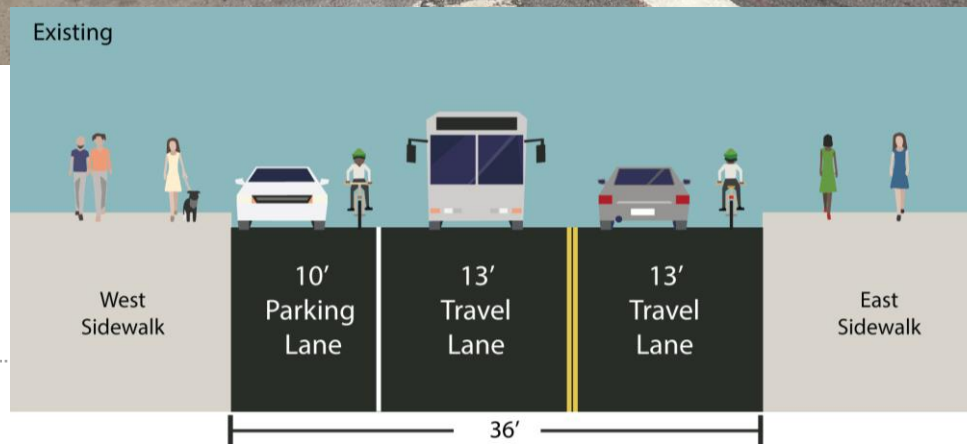 Existing
West
Sidewalk
10′
Parking
Lane
13′
Travel
Lane
13′
Travel
Lane
East
Sidewalk
36′